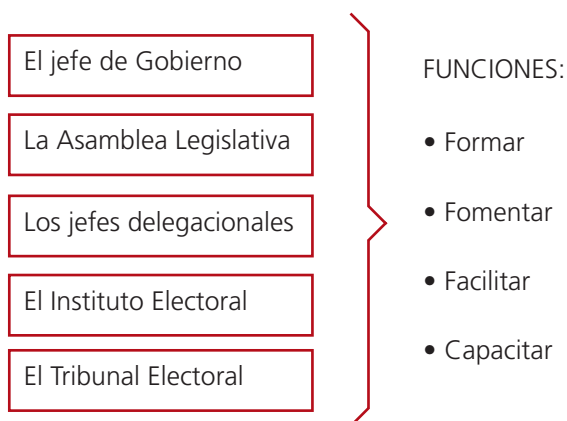 El jefe de Gobierno
La Asamblea Legislativa
Los jefes delegacionales
El Instituto Electoral
El Tribunal Electoral
FUNCIONES:
• Formar
• Fomentar
• Facilitar
• Capacitar